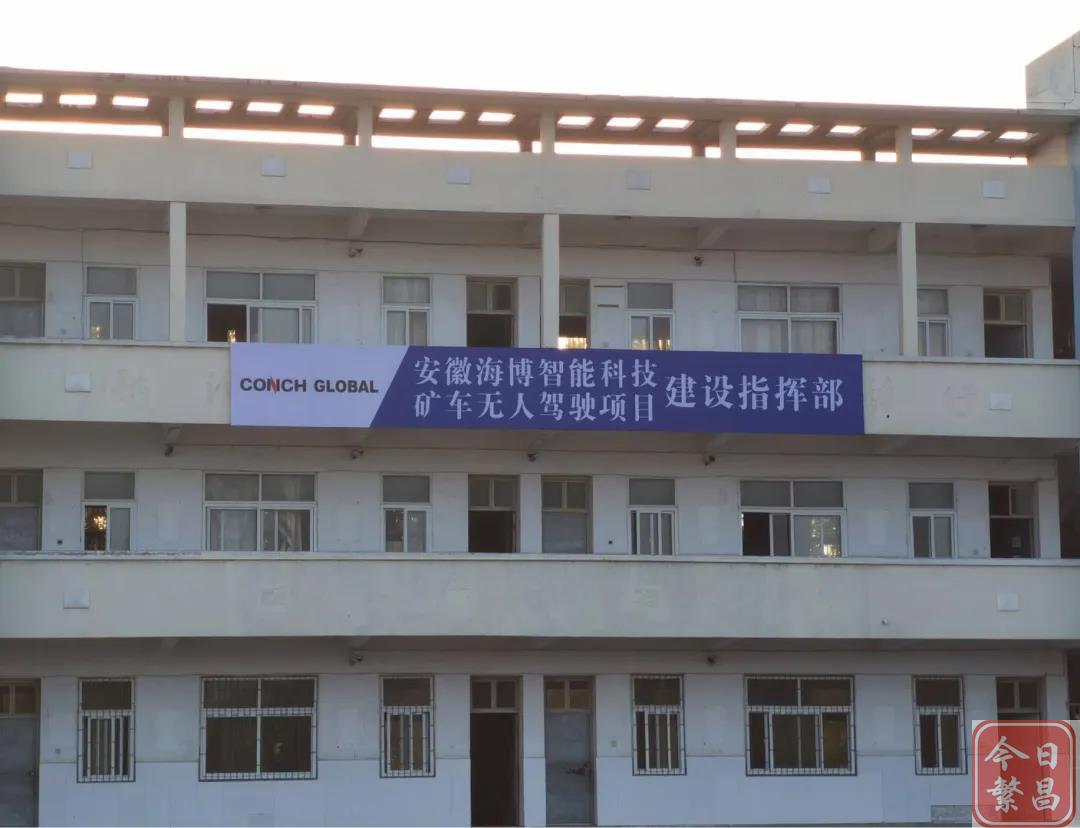 CONCH GLOBAL
安徽海博智能科技
矿车无人驾驶项目
建设指挥部
今日
繁昌